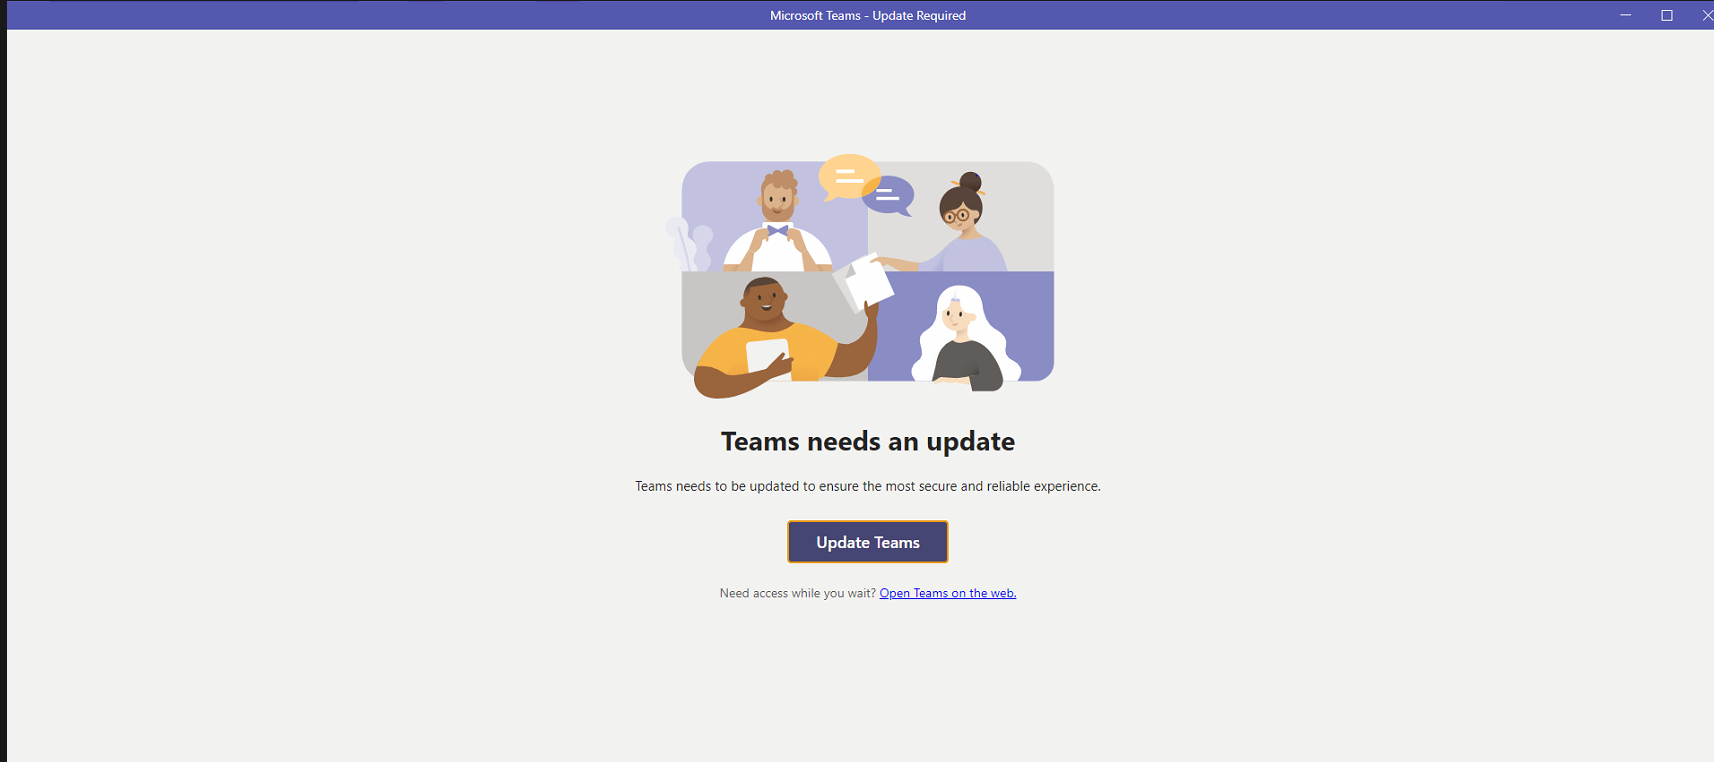 Microsoft Teams - Update Required
Teams needs an update
Teams needs to be updated to ensure the most secure and reliable experience.
Update Teams
Need access while you wait? Open Teams on the web.